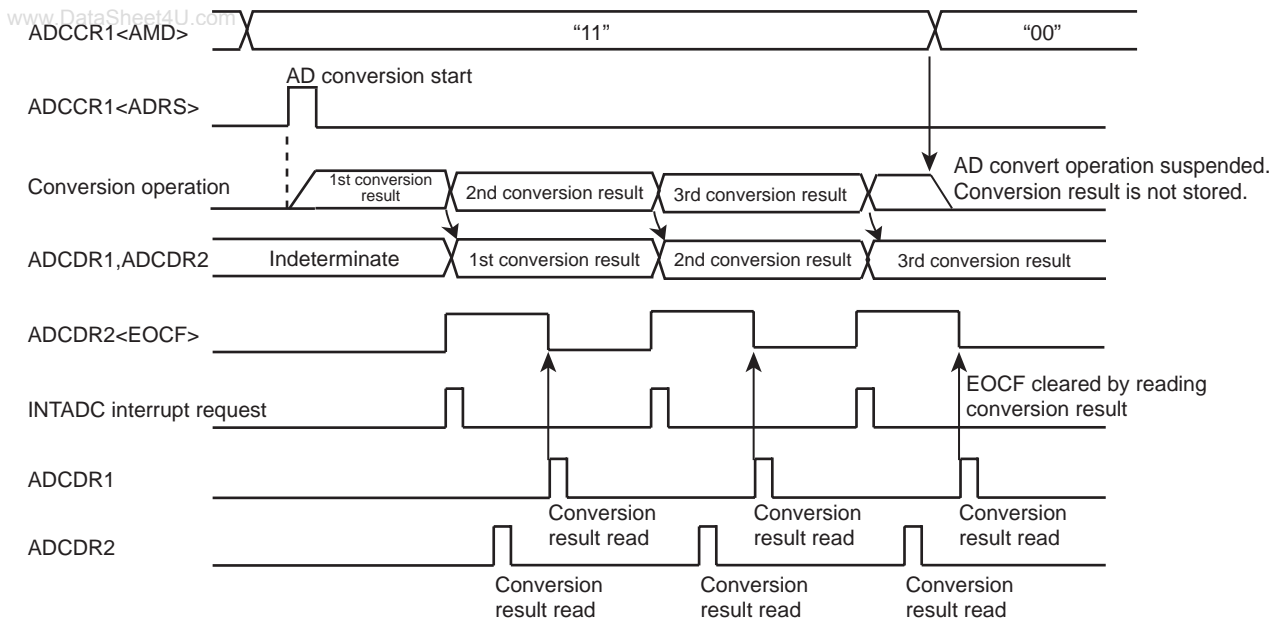 www.DataSheet4U.com
ADCCR1<AMD>
“11”
“00”
AD conversion start
ADCCR1<ADRS>
Conversion operation
1st conversion
result
2nd conversion result
3rd conversion result
AD convert operation suspended.
Conversion result is not stored.
ADCDR1,ADCDR2
Indeterminate
1st conversion result
2nd conversion result
3rd conversion result
ADCDR2<EOCF>
EOCF cleared by reading
conversion result
INTADC interrupt request
ADCDR1
Conversion
result read
Conversion
result read
Conversion
result read
ADCDR2
Conversion
result read
Conversion
result read
Conversion
result read